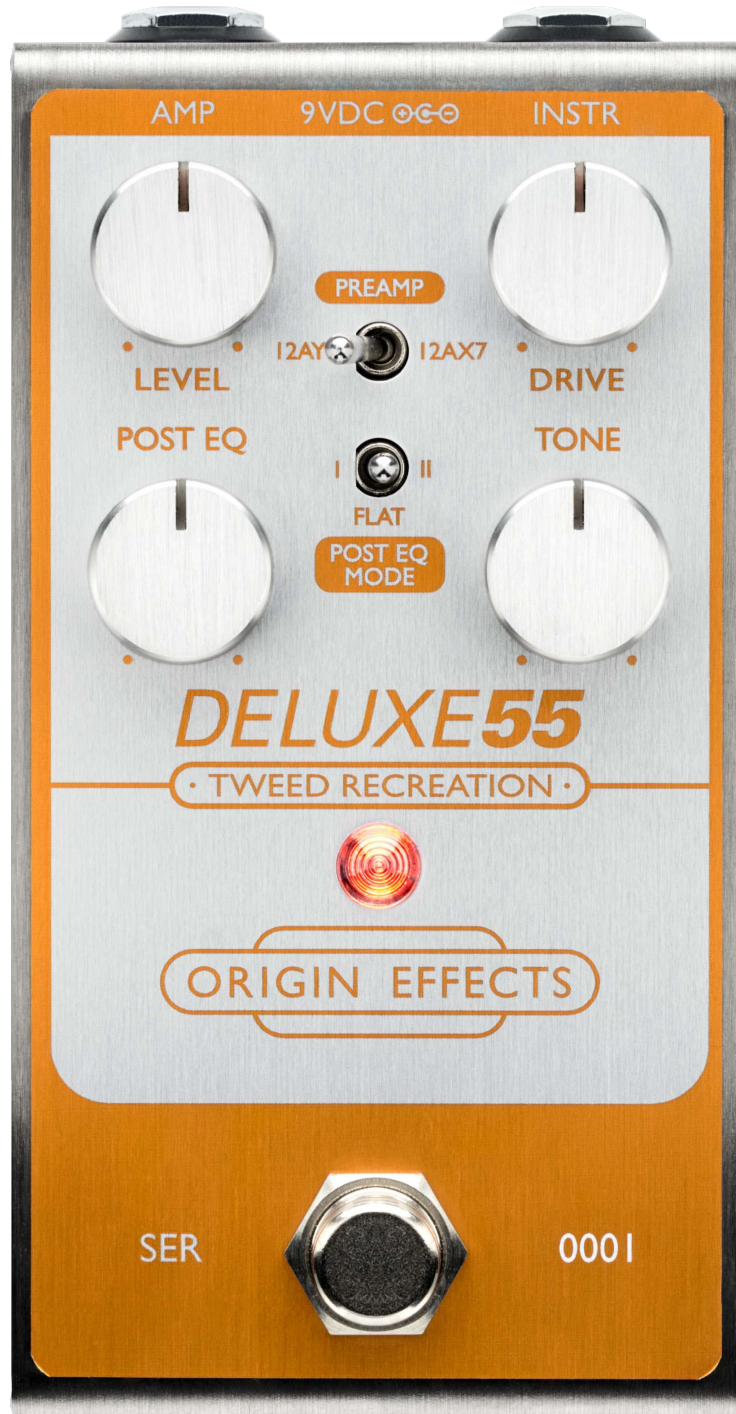 AMP 9VDC INSTR
PREAMP
12AY 12AX7
LEVEL DRIVE
POST EQ TONE
I II
FLAT
POST EQ
MODE
DELUXE55
· TWEED RECREATION ·
ORIGIN EFFECTS
SER 0001